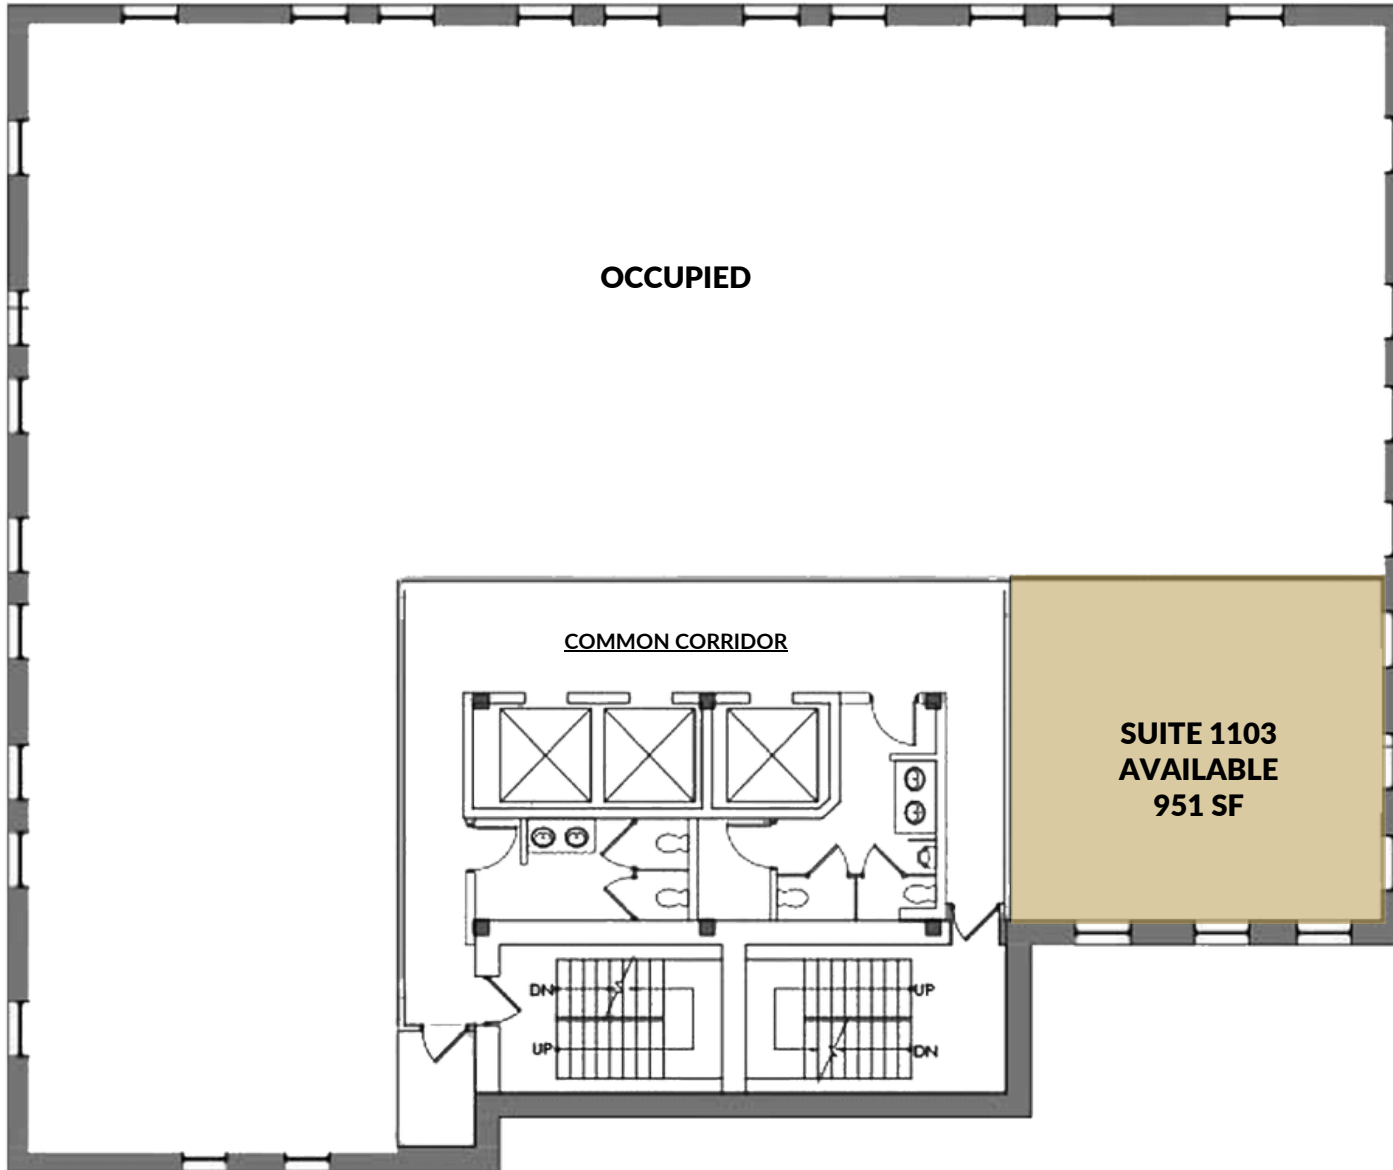 OCCUPIED
COMMON CORRIDOR
SUITE 1103
AVAILABLE
951 SF
DN
UP
UP
DN